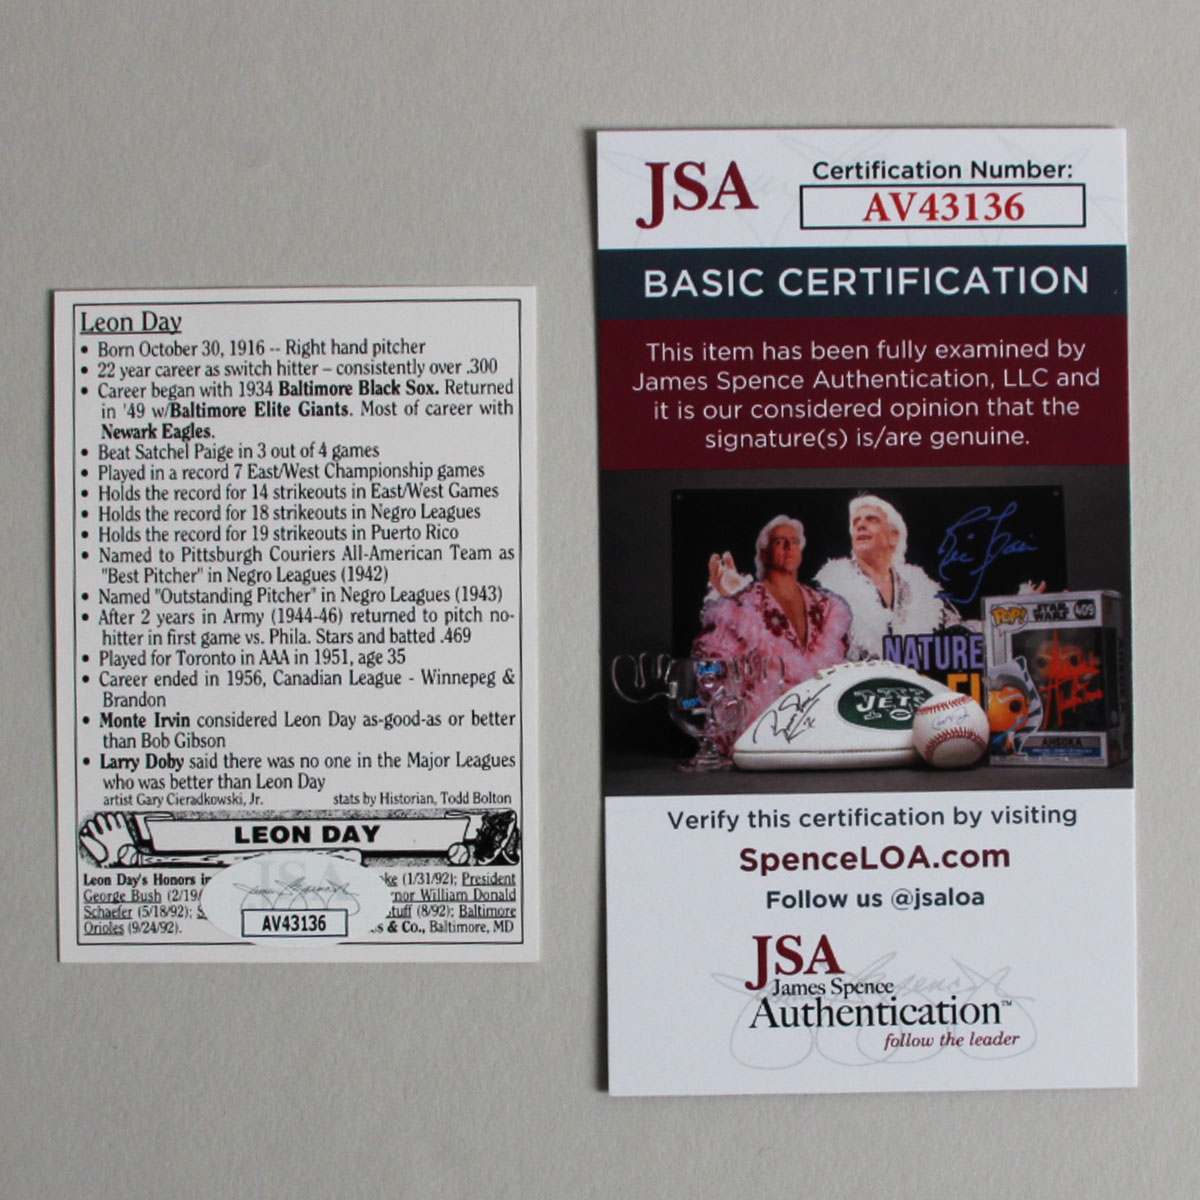 Leon Day
• Born October 30, 1916 -- Right hand pitcher
• 22 year career as switch hitter – consistently over .300
• Career began with 1934 Baltimore Black Sox. Returned
in '49 w/Baltimore Elite Giants. Most of career with
Newark Eagles.
• Beat Satchel Paige in 3 out of 4 games
• Played in a record 7 East/West Championship games
• Holds the record for 14 strikeouts in East/West Games
• Holds the record for 18 strikeouts in Negro Leagues
• Holds the record for 19 strikeouts in Puerto Rico
• Named to Pittsburgh Couriers All-American Team as
"Best Pitcher" in Negro Leagues (1942)
• Named "Outstanding Pitcher" in Negro Leagues (1943)
• After 2 years in Army (1944-46) returned to pitch no-
hitter in first game vs. Phila. Stars and batted .469
• Played for Toronto in AAA in 1951, age 35
• Career ended in 1956, Canadian League - Winnepeg &
Brandon
• Monte Irvin considered Leon Day as-good-as or better
than Bob Gibson
• Larry Doby said there was no one in the Major Leagues
who was better than Leon Day
artist Gary Cieradkowski, Jr. stats by Historian, Todd Bolton
LEON DAY
Leon Day's Honors (1/31/92); President
George Bush William Donald
Schaefer (5/18/92); (8/92); Baltimore
Orioles (9/24/92). & Co., Baltimore, MD
JSA
AV43136
JSA
Certification Number:
AV43136
BASIC CERTIFICATION
This item has been fully examined by
James Spence Authentication, LLC and
it is our considered opinion that the
signature(s) is/are genuine.
NATURE
POP! STAR WARS 409
JETS
AHSOKA
Verify this certification by visiting
SpenceLOA.com
Follow us @jsaloa
JSA
James Spence
Authentication™
follow the leader